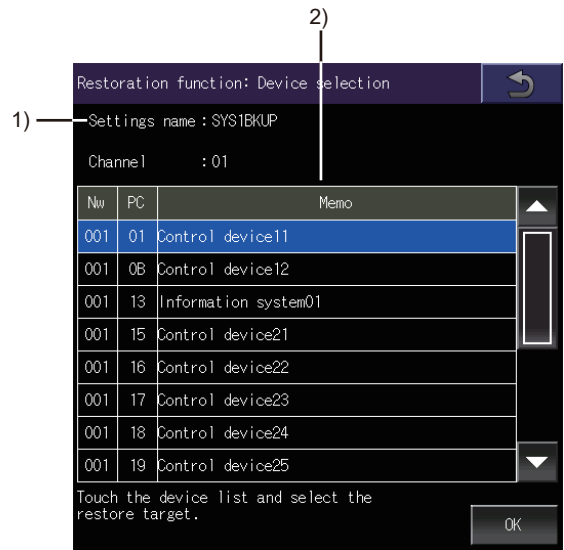 2)
Restoration function: Device selection
1)
Settings name : SYS1BKUP
Channel : 01
Nw PC Memo
001 01 Control device11
001 0B Control device12
001 13 Information system01
001 15 Control device21
001 16 Control device22
001 17 Control device23
001 18 Control device24
001 19 Control device25
Touch the device list and select the
restore target.
OK